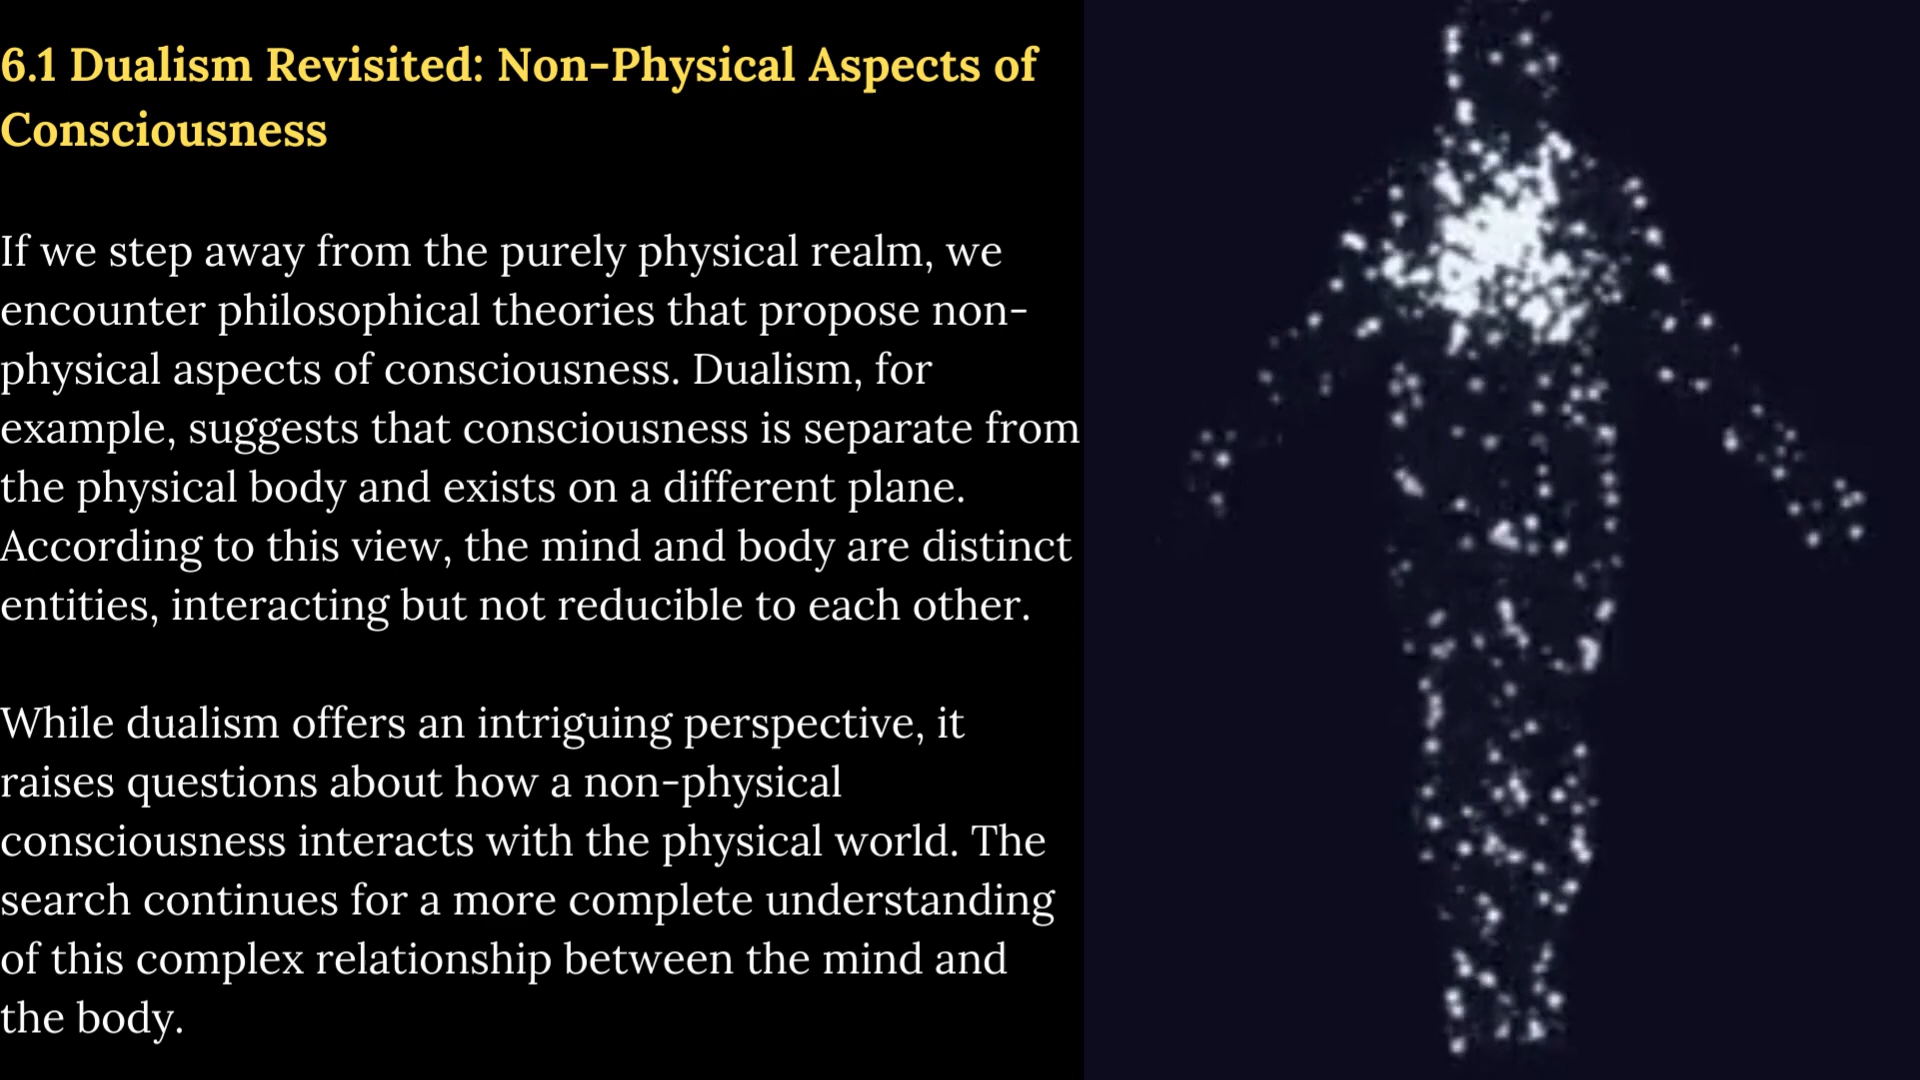 6.1 Dualism Revisited: Non-Physical Aspects of
Consciousness
If we step away from the purely physical realm, we
encounter philosophical theories that propose non-
physical aspects of consciousness. Dualism, for
example, suggests that consciousness is separate from
the physical body and exists on a different plane.
According to this view, the mind and body are distinct
entities, interacting but not reducible to each other.
While dualism offers an intriguing perspective, it
raises questions about how a non-physical
consciousness interacts with the physical world. The
search continues for a more complete understanding
of this complex relationship between the mind and
the body.